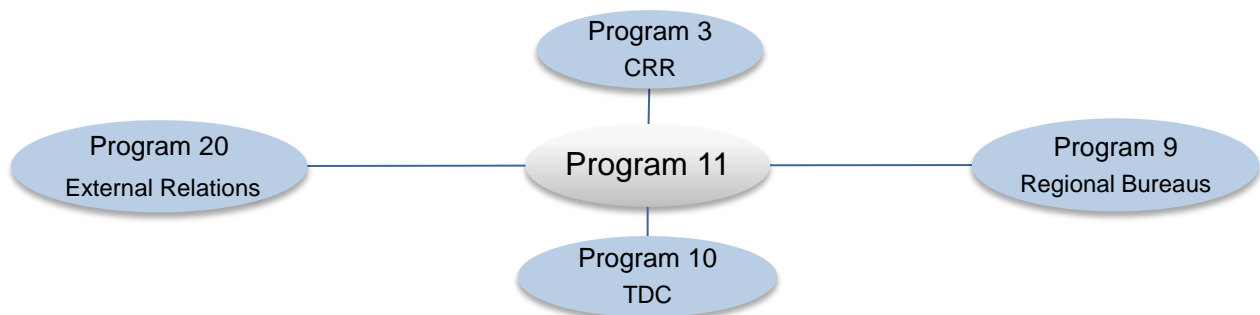 Program 3
CRR
Program 20
External Relations
Program 11
Program 9
Regional Bureaus
Program 10
TDC